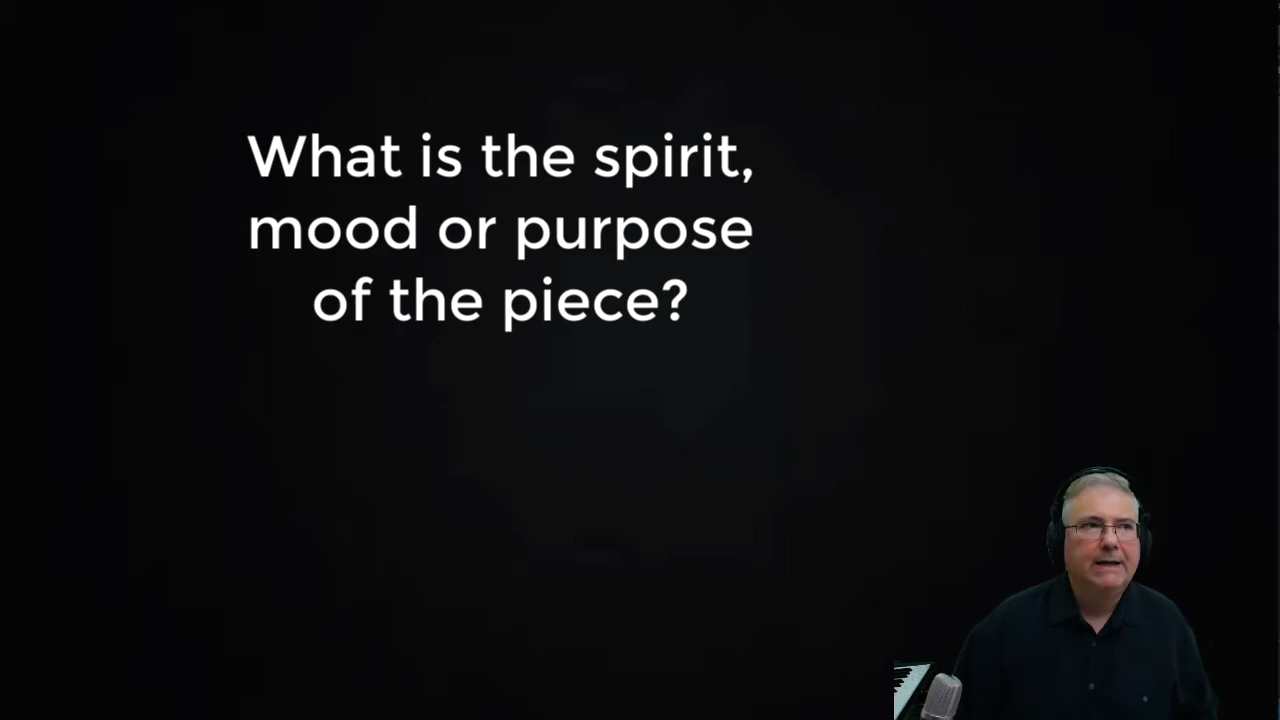 What is the spirit,
mood or purpose
of the piece?